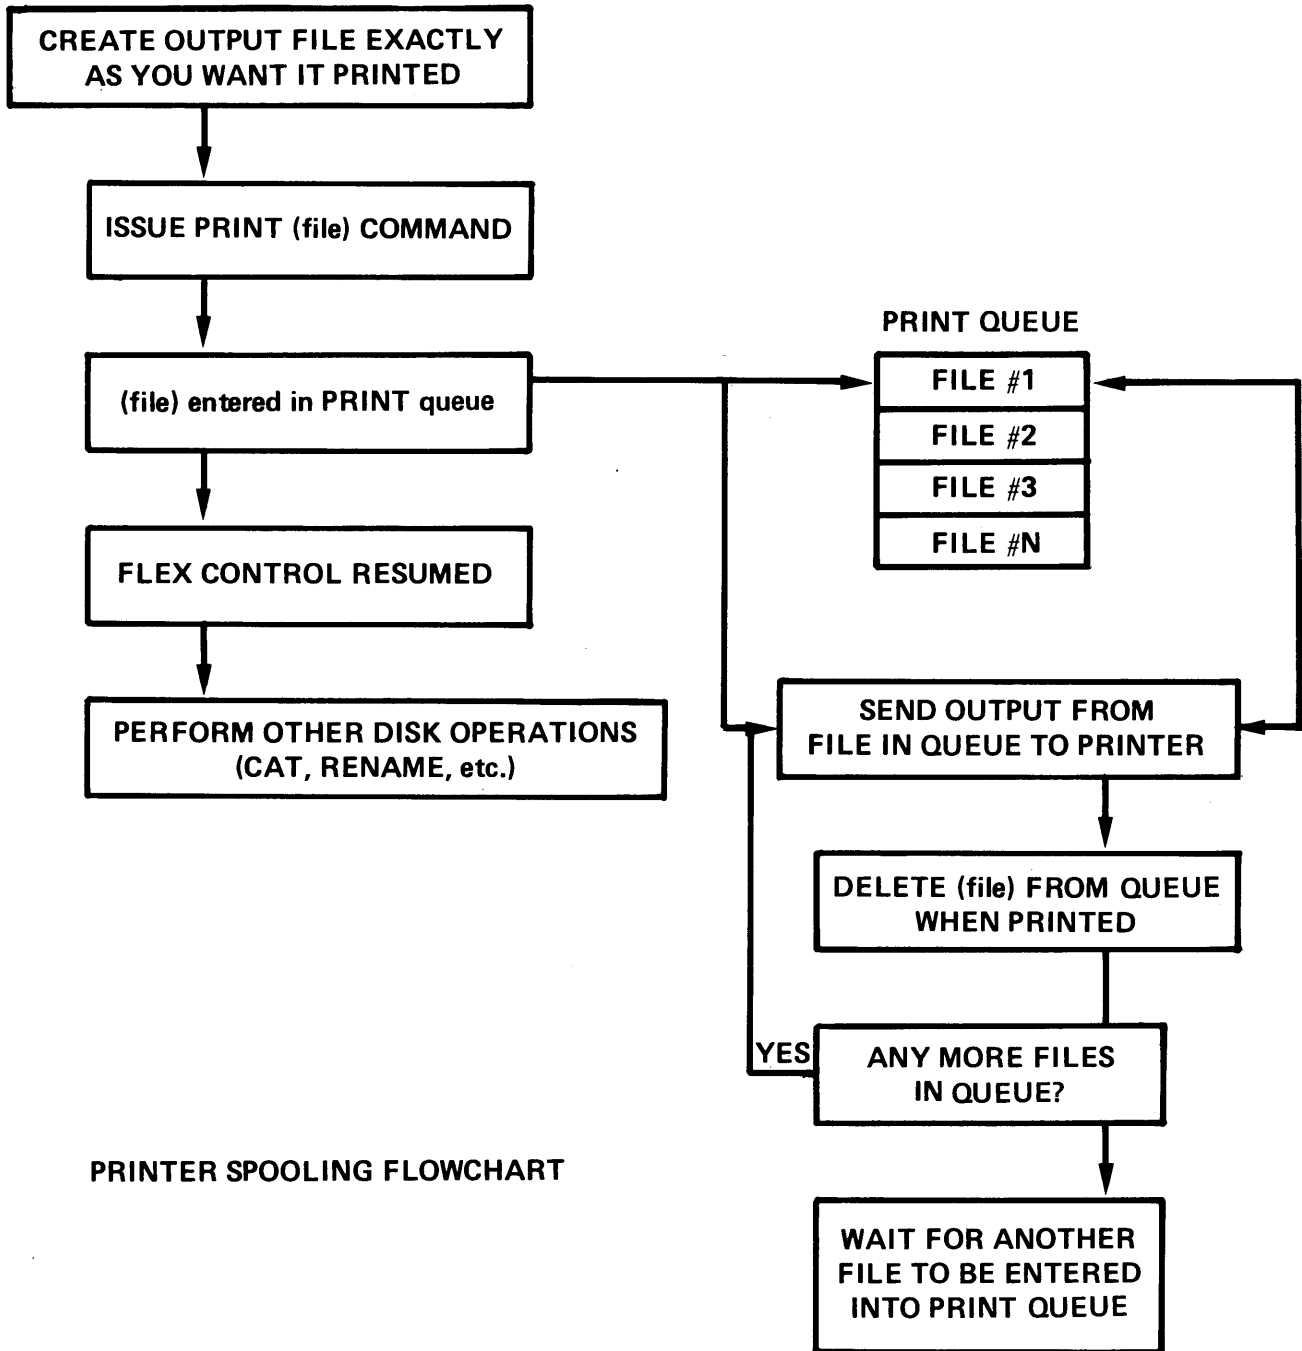 CREATE OUTPUT FILE EXACTLY
AS YOU WANT IT PRINTED
ISSUE PRINT (file) COMMAND
(file) entered in PRINT queue
FLEX CONTROL RESUMED
PERFORM OTHER DISK OPERATIONS
(CAT, RENAME, etc.)
PRINT QUEUE
FILE #1
FILE #2
FILE #3
FILE #N
SEND OUTPUT FROM
FILE IN QUEUE TO PRINTER
DELETE (file) FROM QUEUE
WHEN PRINTED
YES
ANY MORE FILES
IN QUEUE?
WAIT FOR ANOTHER
FILE TO BE ENTERED
INTO PRINT QUEUE
PRINTER SPOOLING FLOWCHART